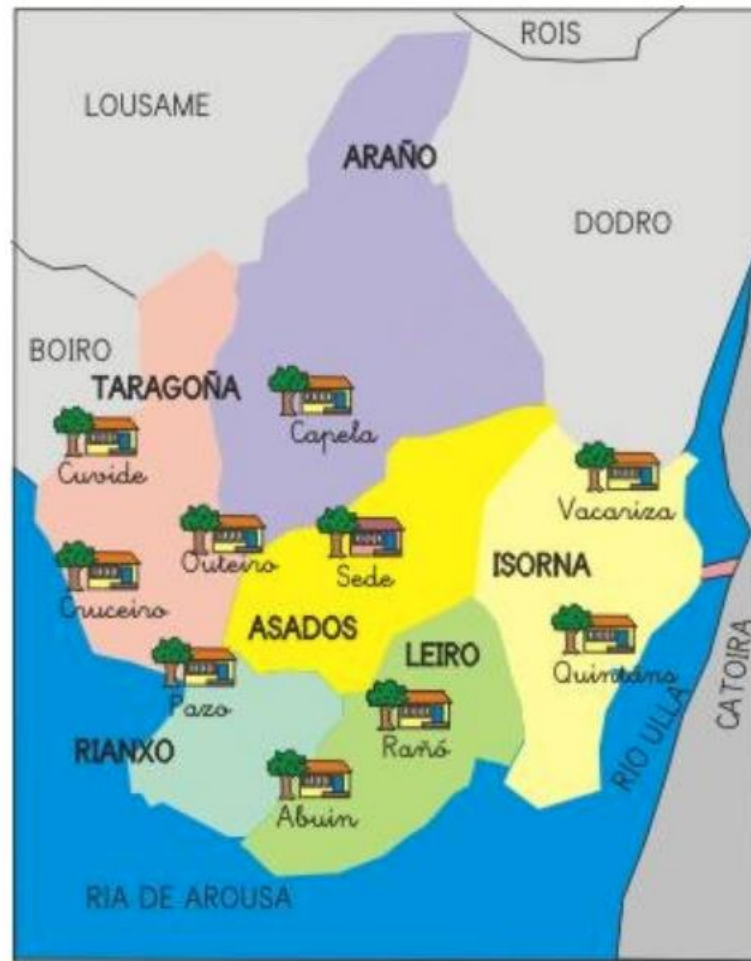 ROIS
LOUSAME
ARAÑO
DODRO
BOIRO
TARAGOÑA
Capela
Cuvide
Vacariza
Outeiro
Sede
ISORNA
Cruceiro
ASADOS
LEIRO
Quintáns
Pazo
CATOIRA
RIANXO
Rañó
RIO ULLA
Abuin
RIA DE AROUSA